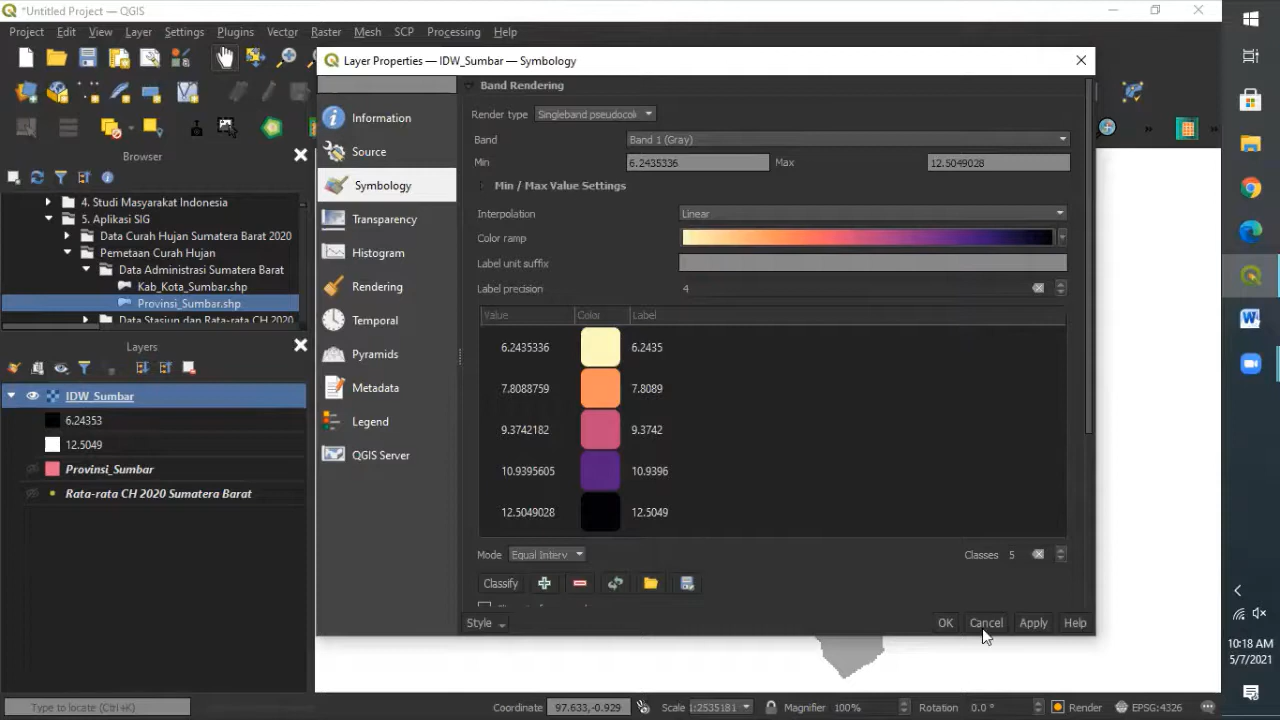 *Untitled Project — QGIS
Project Edit View Layer Settings Plugins Vector Raster Mesh SCP Processing Help
Layer Properties — IDW_Sumbar — Symbology
Browser
4. Studi Masyarakat Indonesia
5. Aplikasi SIG
Data Curah Hujan Sumatera Barat 2020
Pemetaan Curah Hujan
Data Administrasi Sumatera Barat
Kab_Kota_Sumbar.shp
Provinsi_Sumbar.shp
Data Stasiun dan Rata-rata CH 2020
Layers
IDW_Sumbar
6.24353
12.5049
Provinsi_Sumbar
Rata-rata CH 2020 Sumatera Barat
Information
Source
Symbology
Transparency
Histogram
Rendering
Temporal
Pyramids
Metadata
Legend
QGIS Server
Band Rendering
Render type Singleband pseudocolo
Band Band 1 (Gray)
Min 6.2435336 Max 12.5049028
Min / Max Value Settings
Interpolation Linear
Color ramp
Label unit suffix
Label precision 4
Value Color Label
6.2435336 6.2435
7.8088759 7.8089
9.3742182 9.3742
10.9395605 10.9396
12.5049028 12.5049
Mode Equal Interv Classes 5
Classify
Style OK Cancel Apply Help
Type to locate (Ctrl+K) Coordinate 97.633,-0.929 Scale 1:2535181 Magnifier 100% Rotation 0.0 ° Render EPSG:4326
10:18 AM
5/7/2021